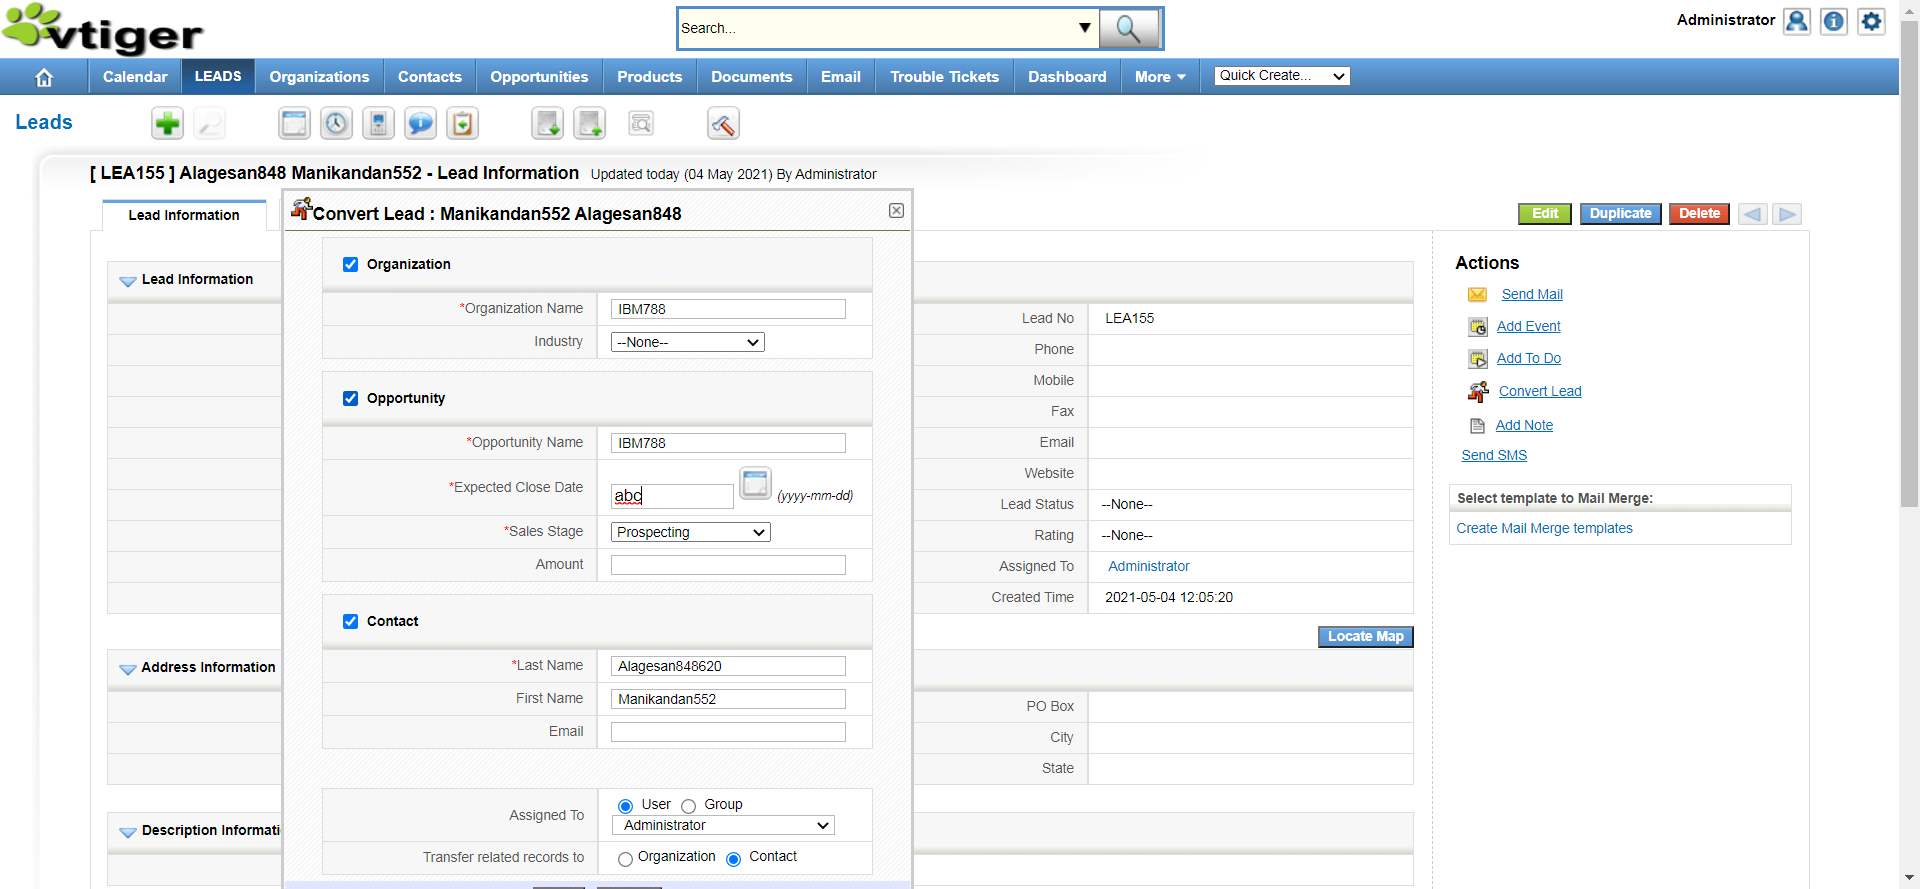 vtiger
Search...
Administrator
Calendar LEADS Organizations Contacts Opportunities Products Documents Email Trouble Tickets Dashboard More Quick Create...
Leads
[ LEA155 ] Alagesan848 Manikandan552 - Lead Information Updated today (04 May 2021) By Administrator
Lead Information
Edit Duplicate Delete
Convert Lead : Manikandan552 Alagesan848
Organization
*Organization Name IBM788
Industry --None--
Opportunity
*Opportunity Name IBM788
*Expected Close Date abc (yyyy-mm-dd)
*Sales Stage Prospecting
Amount
Contact
*Last Name Alagesan848620
First Name Manikandan552
Email
Assigned To User Group
Administrator
Transfer related records to Organization Contact
Lead Information
Lead No LEA155
Phone
Mobile
Fax
Email
Website
Lead Status --None--
Rating --None--
Assigned To Administrator
Created Time 2021-05-04 12:05:20
Locate Map
Address Information
PO Box
City
State
Description Informati
Actions
Send Mail
Add Event
Add To Do
Convert Lead
Add Note
Send SMS
Select template to Mail Merge:
Create Mail Merge templates